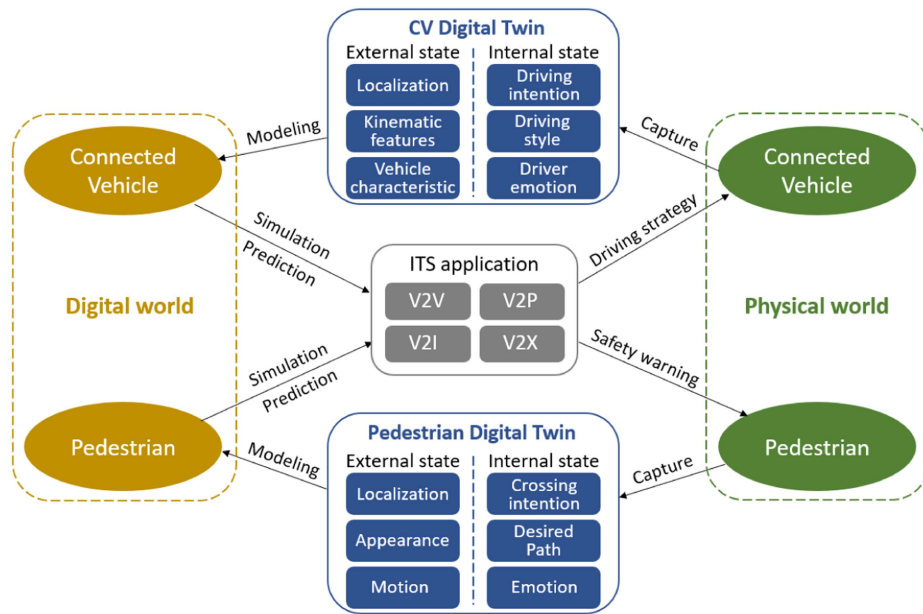 CV Digital Twin
External state
Internal state
Localization
Driving
intention
Kinematic
features
Driving
style
Vehicle
characteristic
Driver
emotion
Modeling
Capture
Connected
Vehicle
Connected
Vehicle
Simulation
Prediction
Driving strategy
ITS application
V2V
V2P
V2I
V2X
Digital world
Physical world
Simulation
Prediction
Safety warning
Pedestrian
Pedestrian
Modeling
Capture
Pedestrian Digital Twin
External state
Internal state
Localization
Crossing
intention
Appearance
Desired
Path
Motion
Emotion